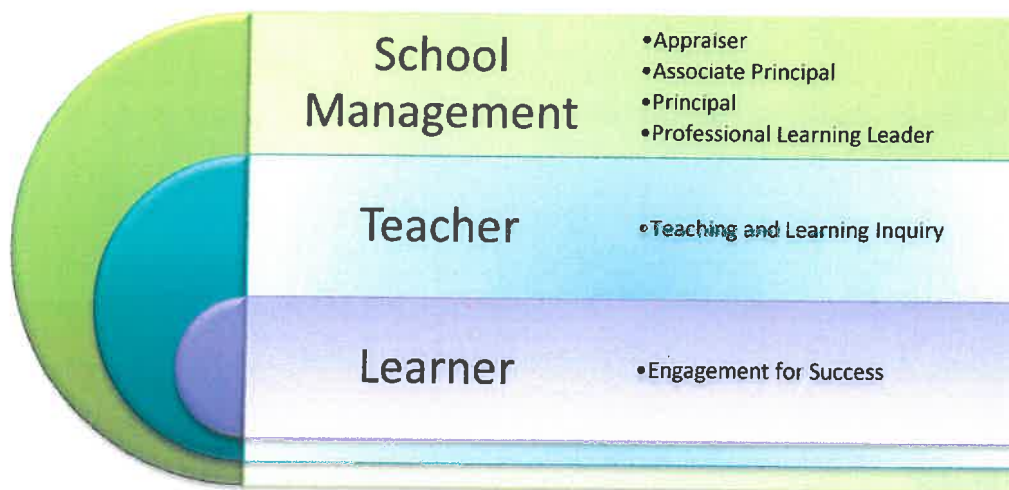 School
Management
•Appraiser
•Associate Principal
•Principal
•Professional Learning Leader
Teacher
•Teaching and Learning Inquiry
Learner
•Engagement for Success